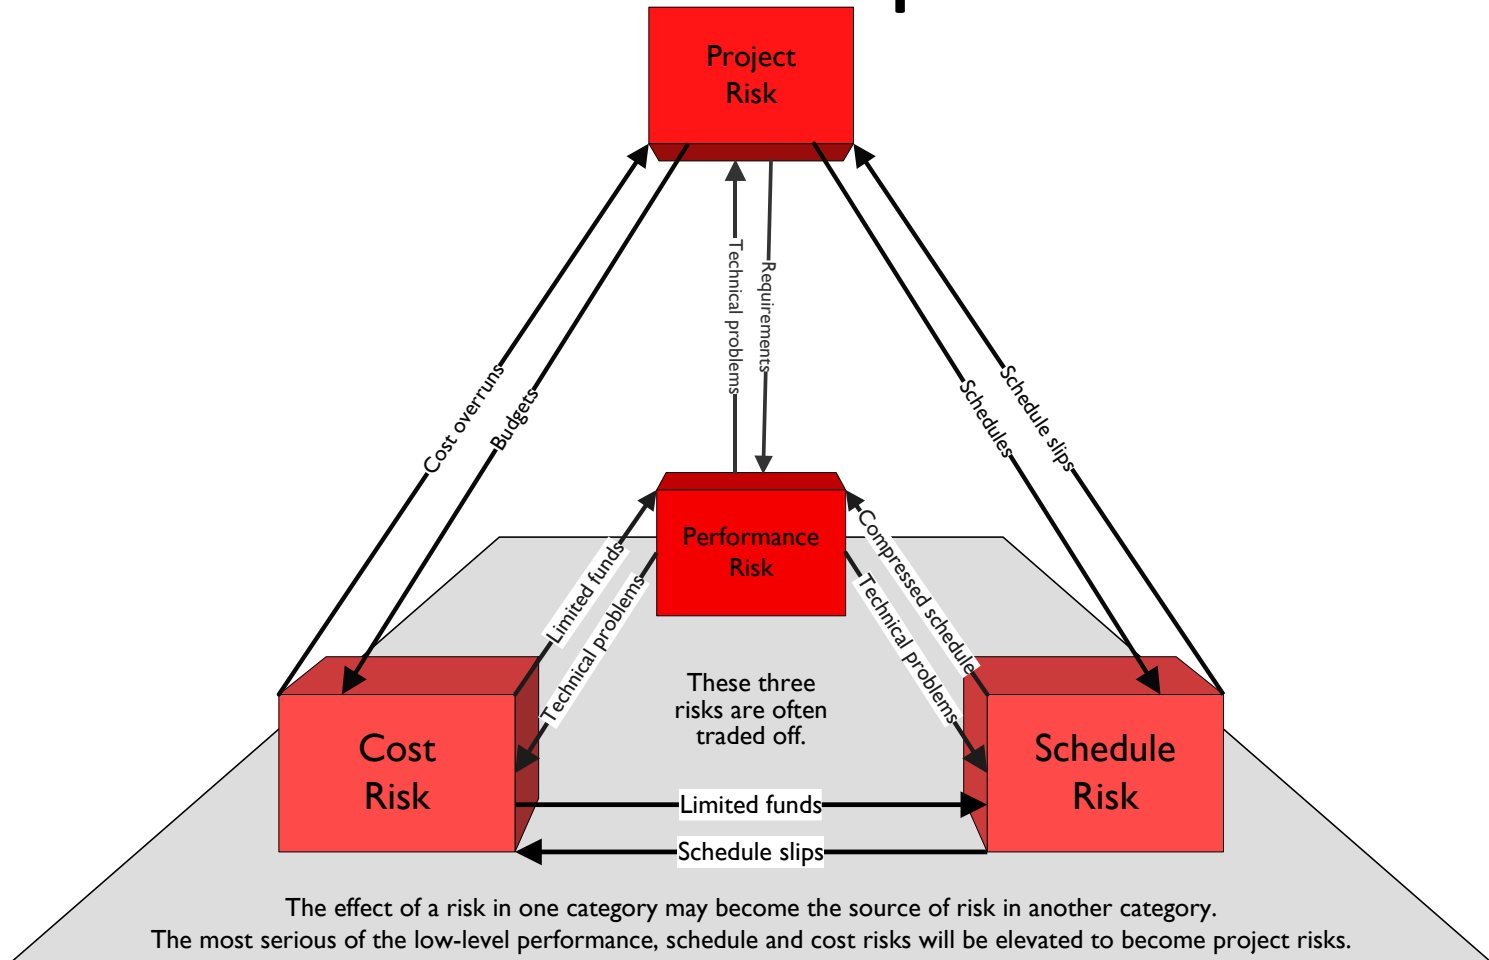 Project
Risk
Technical problems
Requirements
Cost overruns
Budgets
Schedules
Schedule slips
Performance
Risk
Limited funds
Technical problems
Compressed schedule
Technical problems
These three
risks are often
traded off.
Cost
Risk
Schedule
Risk
Limited funds
Schedule slips
The effect of a risk in one category may become the source of risk in another category.
The most serious of the low-level performance, schedule and cost risks will be elevated to become project risks.